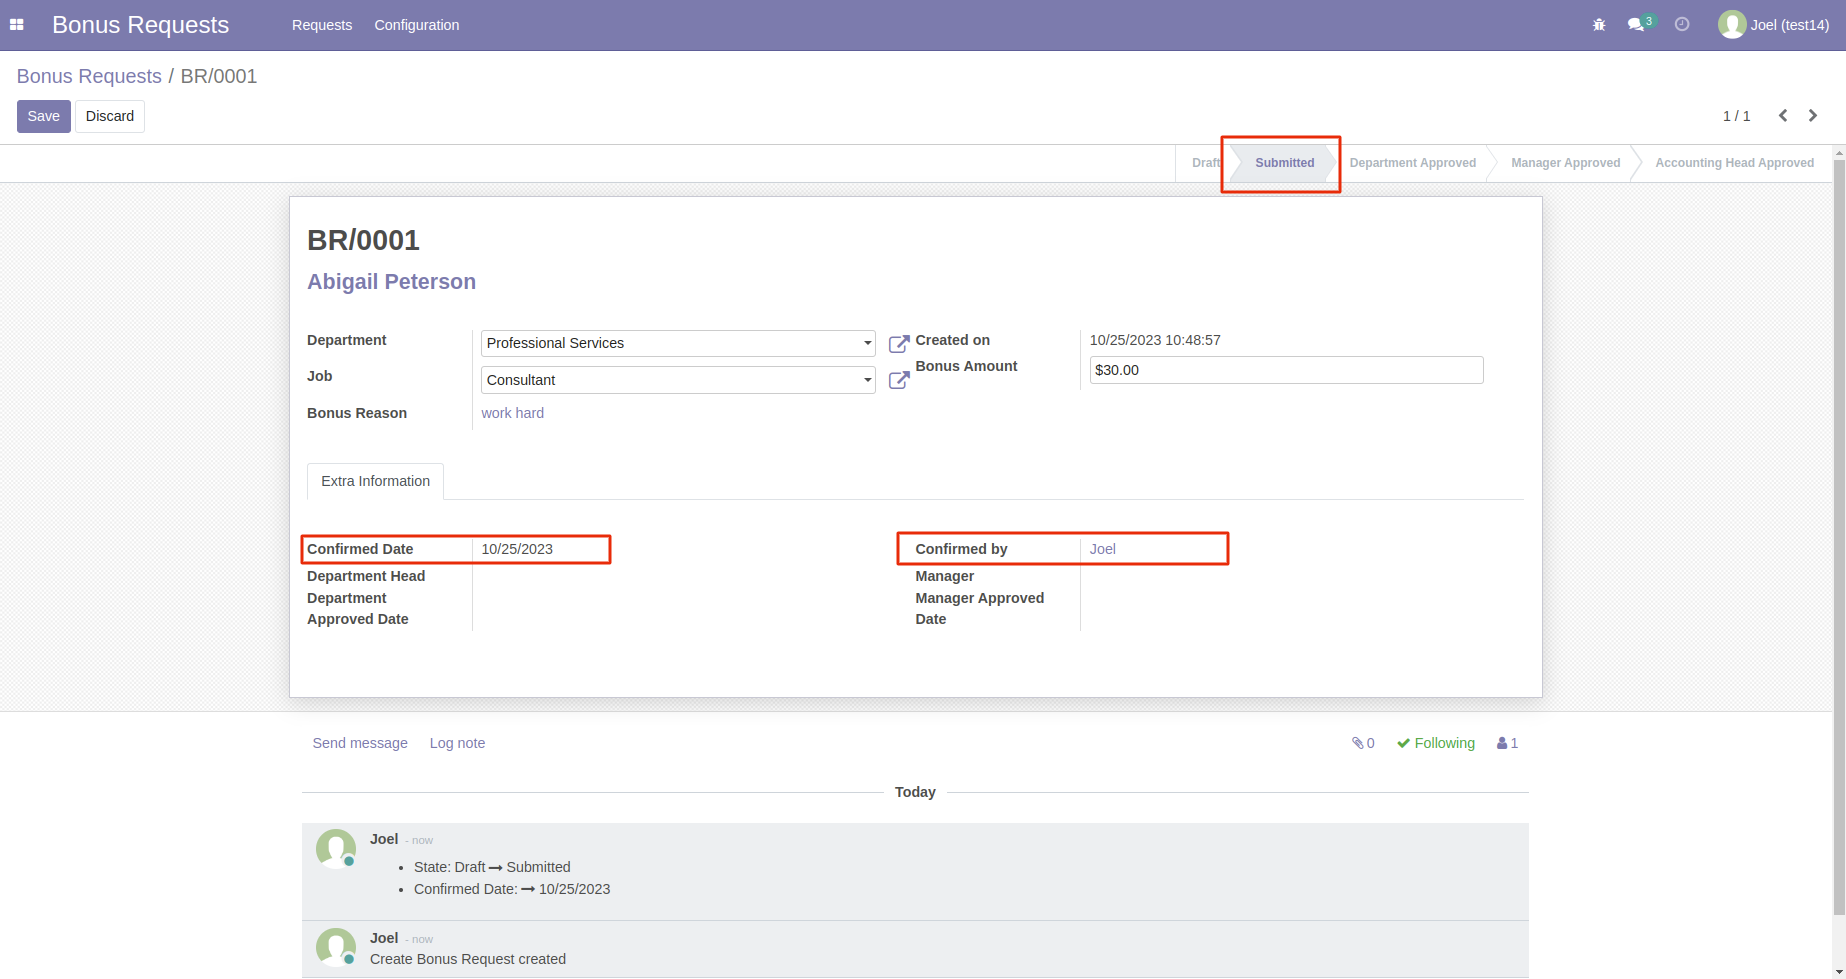 Bonus Requests Requests Configuration 3 Joel (test14)
Bonus Requests / BR/0001
Save Discard 1 / 1
Draft Submitted Department Approved Manager Approved Accounting Head Approved
BR/0001
Abigail Peterson
Department Professional Services Created on 10/25/2023 10:48:57
Bonus Amount $30.00
Job Consultant
Bonus Reason work hard
Extra Information
Confirmed Date 10/25/2023 Confirmed by Joel
Department Head Manager
Department Manager Approved
Approved Date Date
Send message Log note 0 Following 1
Today
Joel - now
• State: Draft → Submitted
• Confirmed Date: → 10/25/2023
Joel - now
Create Bonus Request created